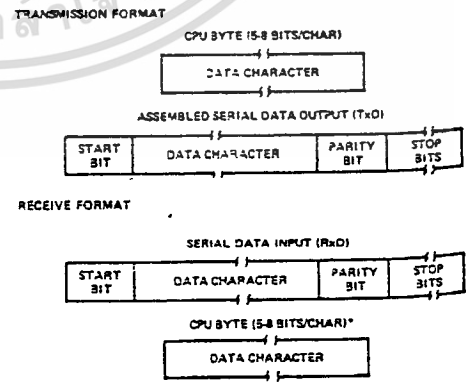 TRANSMISSION FORMAT
CPU BYTE (5-8 BITS/CHAR)
DATA CHARACTER
ASSEMBLED SERIAL DATA OUTPUT (TxD)
START BIT
DATA CHARACTER
PARITY BIT
STOP BITS
RECEIVE FORMAT
SERIAL DATA INPUT (RxD)
START BIT
DATA CHARACTER
PARITY BIT
STOP BITS
CPU BYTE (5-8 BITS/CHAR)*
DATA CHARACTER